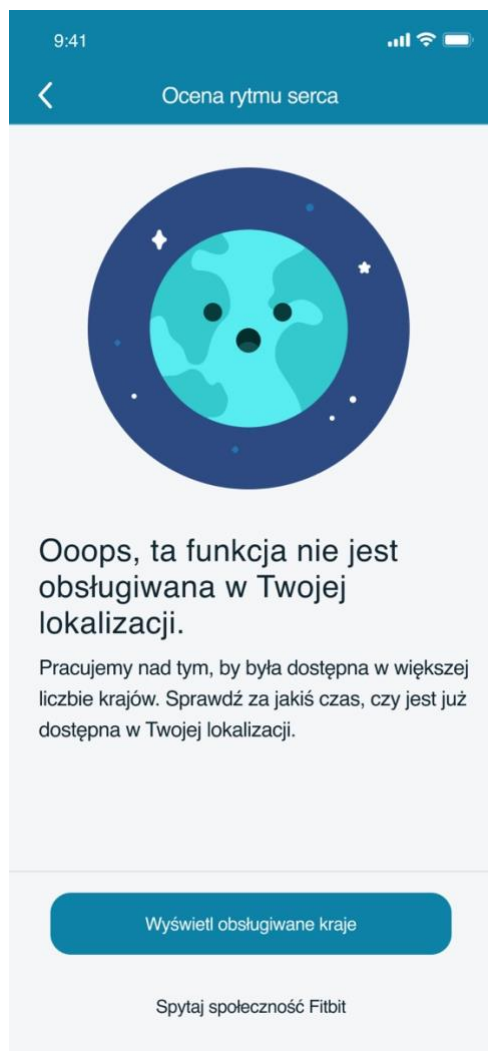 9:41
Ocena rytmu serca
Ooops, ta funkcja nie jest
obsługiwana w Twojej
lokalizacji.
Pracujemy nad tym, by była dostępna w większej
liczbie krajów. Sprawdź za jakiś czas, czy jest już
dostępna w Twojej lokalizacji.
Wyświetl obsługiwane kraje
Spytaj społeczność Fitbit